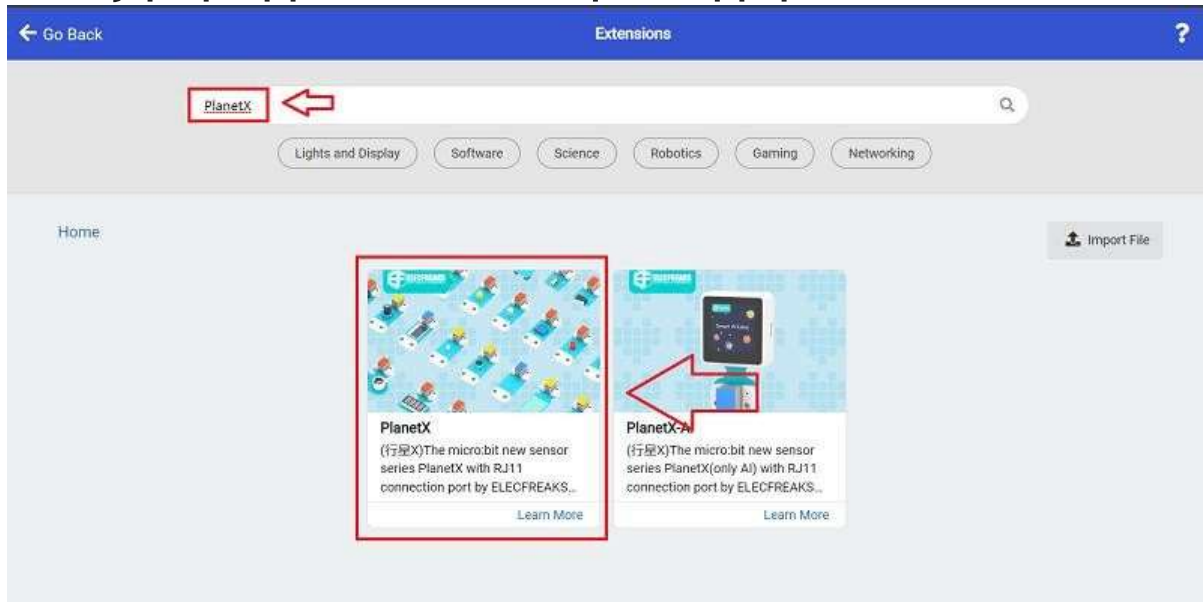 Go Back
Extensions
?
PlanetX
Lights and Display
Software
Science
Robotics
Gaming
Networking
Home
Import File
ELECFREAKS
PlanetX
(行星X)The micro:bit new sensor
series PlanetX with RJ11
connection port by ELECFREAKS...
Learn More
PlanetX-AI
(行星X)The micro:bit new sensor
series PlanetX(only AI) with RJ11
connection port by ELECFREAKS...
Learn More